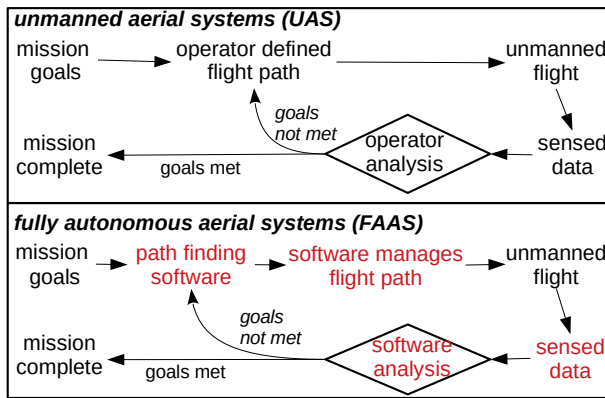 unmanned aerial systems (UAS)
mission
goals
operator defined
flight path
unmanned
flight
goals
not met
mission
complete
goals met
operator
analysis
sensed
data
fully autonomous aerial systems (FAAS)
mission
goals
path finding
software
software manages
flight path
unmanned
flight
goals
not met
mission
complete
goals met
software
analysis
sensed
data